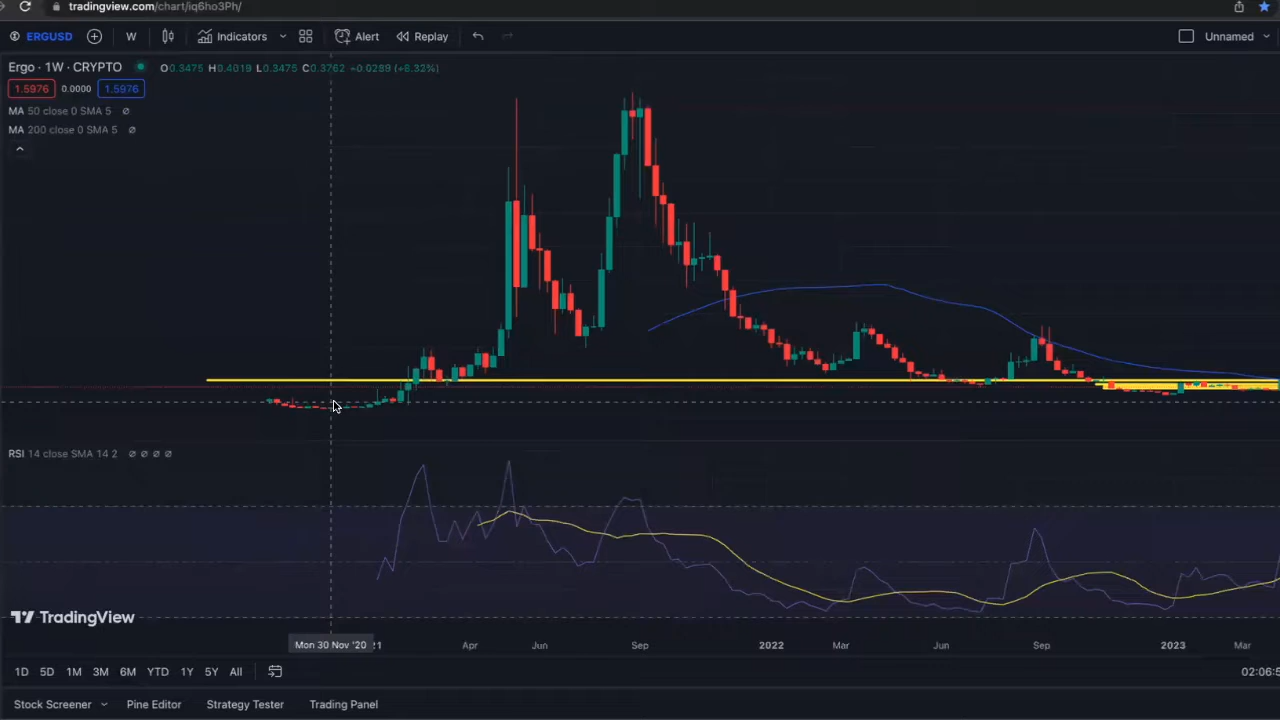 tradingview.com/chart/iq6ho3Ph/
ERGUSD W Indicators Alert Replay Unnamed
Ergo · 1W · CRYPTO O0.3475 H0.4019 L0.3475 C0.3762 +0.0289 (+8.32%)
1.5976 0.0000 1.5976
MA 50 close 0 SMA 5
MA 200 close 0 SMA 5
RSI 14 close SMA 14 2
TradingView
Mon 30 Nov '20 Apr Jun Sep 2022 Mar Jun Sep 2023 Mar
1D 5D 1M 3M 6M YTD 1Y 5Y All 02:06:5
Stock Screener Pine Editor Strategy Tester Trading Panel